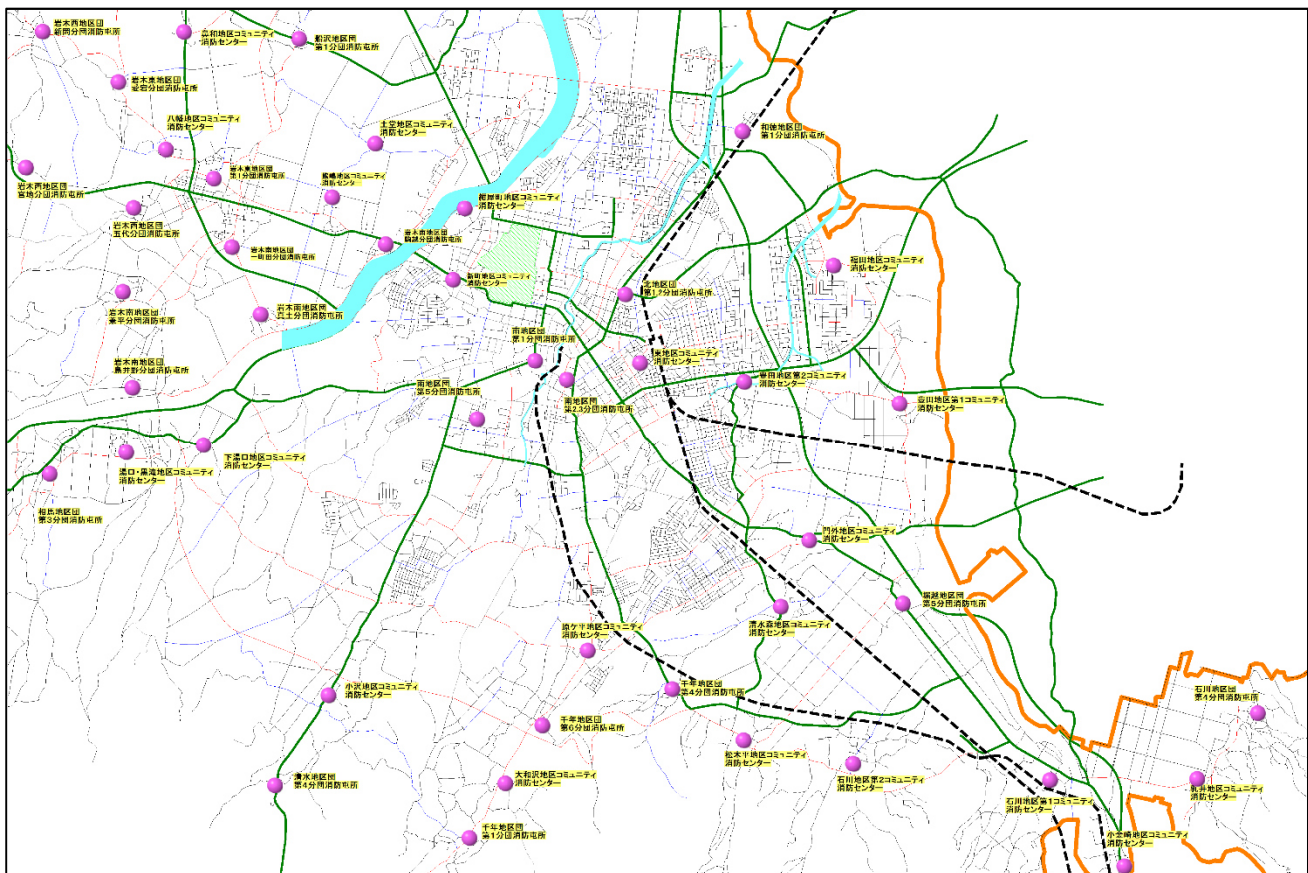 岩木西地区団
新岡分団消防屯所
高杉地区コミュニティ
消防センター
船沢地区団
第1分団消防屯所
岩木東地区団
八幡地区コミュニティ
消防センター
土堂地区コミュニティ
消防センター
和徳地区団
第1分団消防屯所
岩木西地区団
宮地分団消防屯所
岩木東地区団
第1分団消防屯所
熊嶋地区コミュニティ
消防センター
岩木西地区団
五代分団消防屯所
紺屋町地区コミュニティ
消防センター
岩木南地区団
一町田分団消防屯所
岩木南地区団
駒越分団消防屯所
新町地区コミュニティ
消防センター
福田地区コミュニティ
消防センター
北地区団
第1.2分団消防屯所
岩木南地区団
兼平分団消防屯所
岩木南地区団
真土分団消防屯所
南地区団
第1分団消防屯所
東地区コミュニティ
消防センター
岩木南地区団
鳥井野分団消防屯所
南地区団
第5分団消防屯所
南地区団
第2.3分団消防屯所
豊田地区第2コミュニティ
消防センター
豊田地区第1コミュニティ
消防センター
湯口・黒滝地区コミュニティ
消防センター
下湯口地区コミュニティ
消防センター
相馬地区団
第3分団消防屯所
門外地区コミュニティ
消防センター
堀越地区団
第5分団消防屯所
清水森地区コミュニティ
消防センター
原ケ平地区コミュニティ
消防センター
小沢地区コミュニティ
消防センター
千年地区団
第4分団消防屯所
石川地区団
第4分団消防屯所
千年地区団
第6分団消防屯所
松木平地区コミュニティ
消防センター
石川地区第2コミュニティ
消防センター
清水地区団
第4分団消防屯所
大和沢地区コミュニティ
消防センター
石川地区第1コミュニティ
消防センター
乳井地区コミュニティ
消防センター
千年地区団
第1分団消防屯所
小金崎地区コミュニティ
消防センター